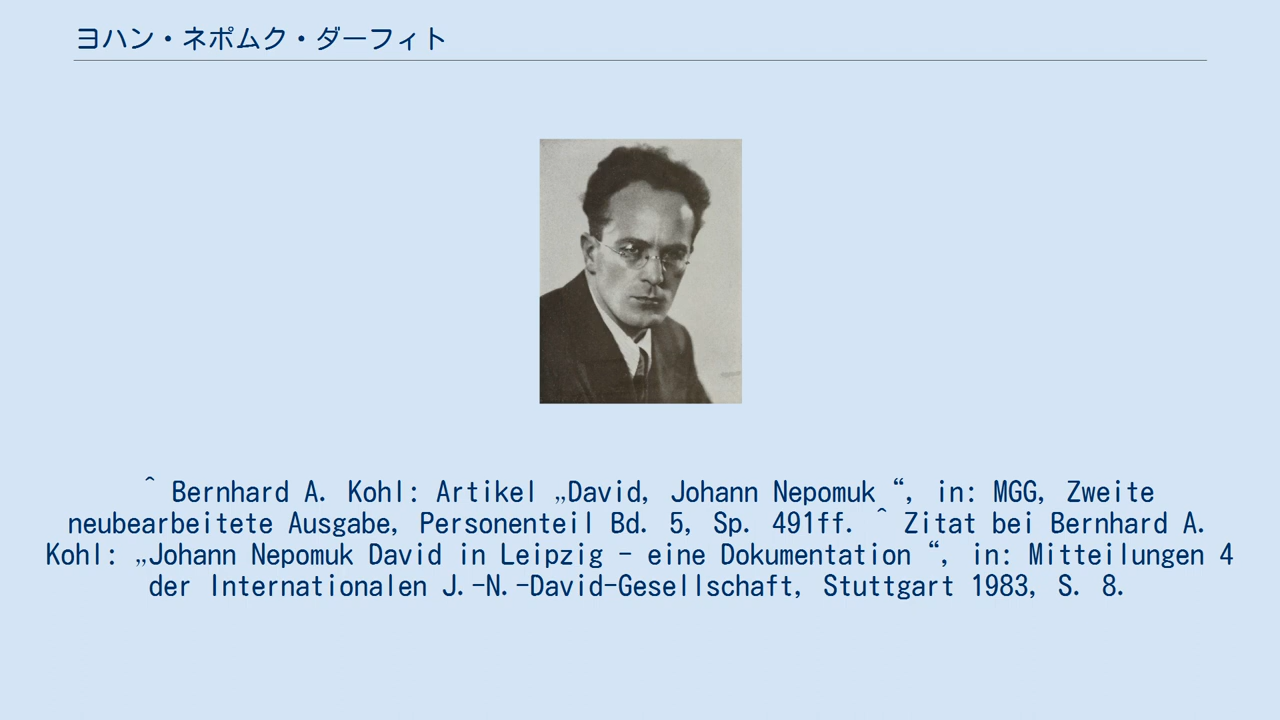 ヨハン・ネポムク・ダーフィト
^ Bernhard A. Kohl: Artikel „David, Johann Nepomuk “, in: MGG, Zweite
neubearbeitete Ausgabe, Personenteil Bd. 5, Sp. 491ff. ^ Zitat bei Bernhard A.
Kohl: „Johann Nepomuk David in Leipzig – eine Dokumentation “, in: Mitteilungen 4
der Internationalen J.-N.-David-Gesellschaft, Stuttgart 1983, S. 8.